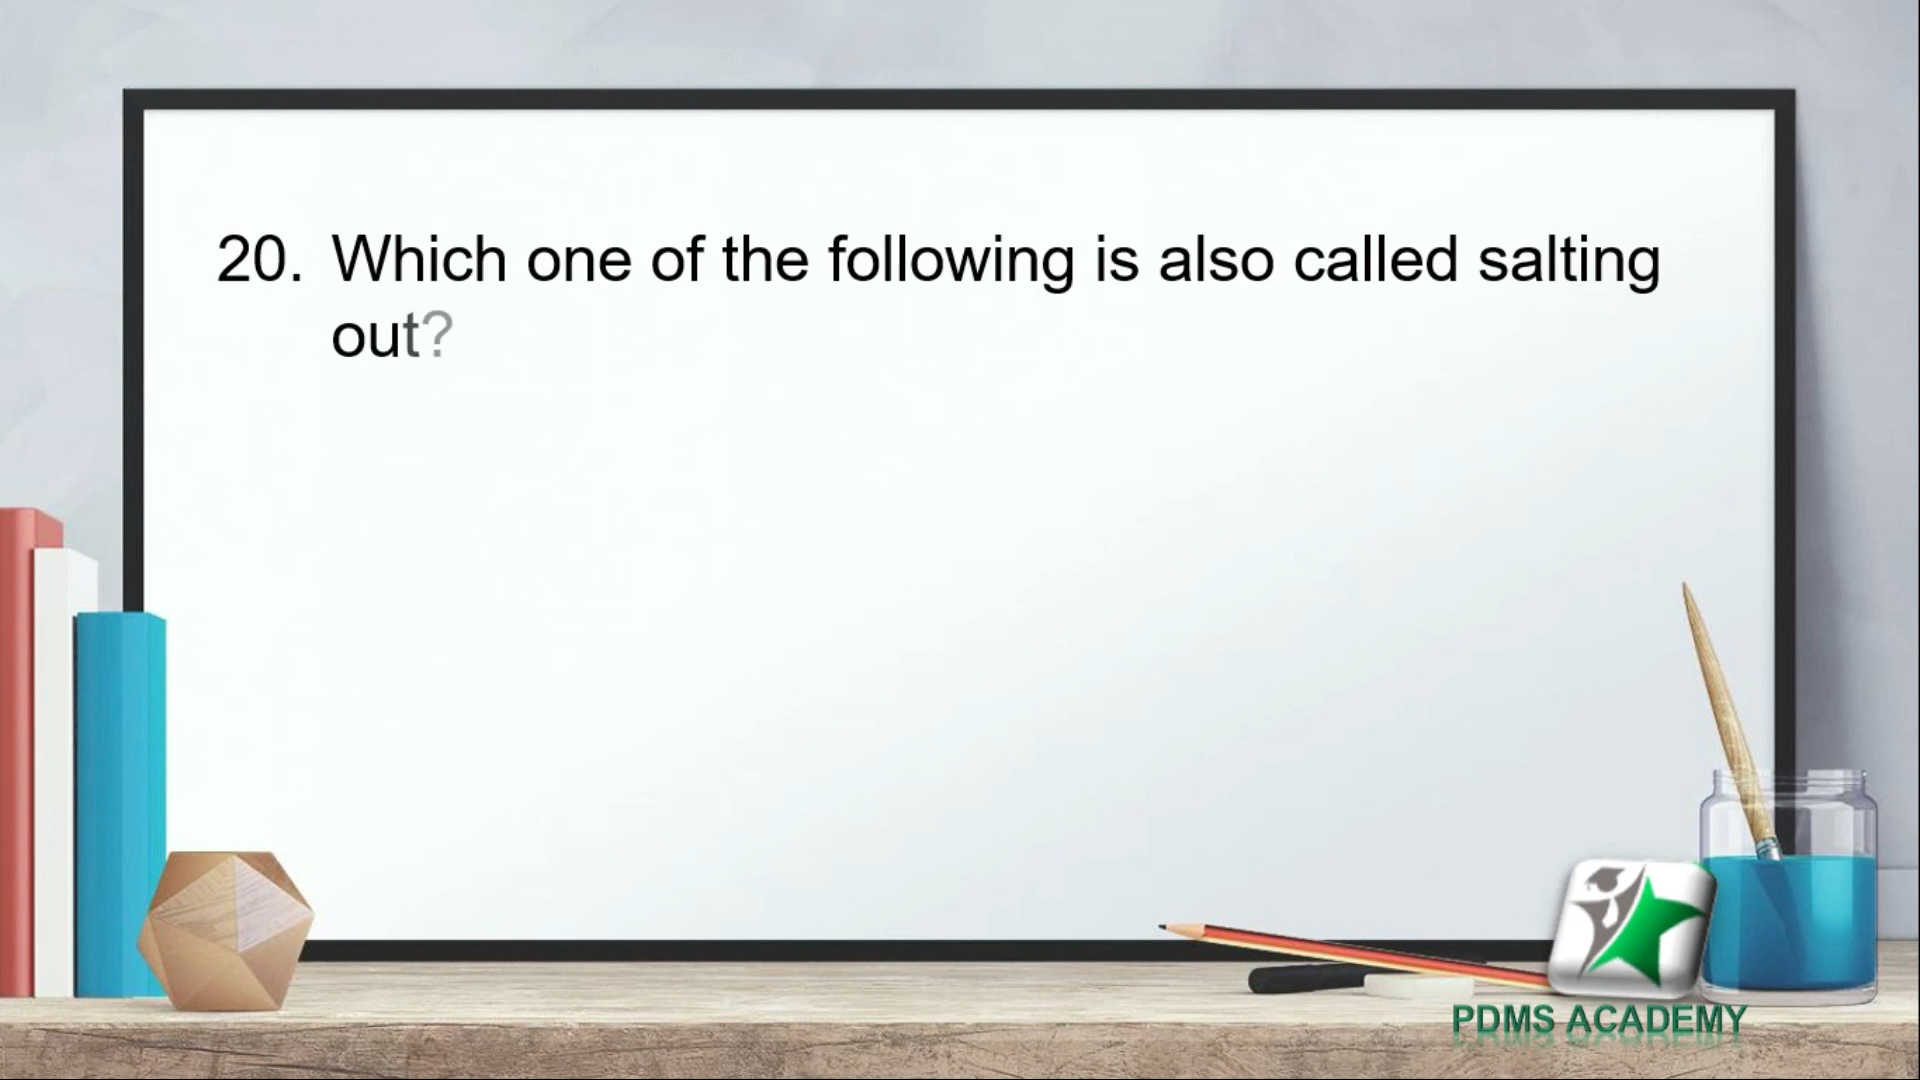 20. Which one of the following is also called salting
out?
PDMS ACADEMY